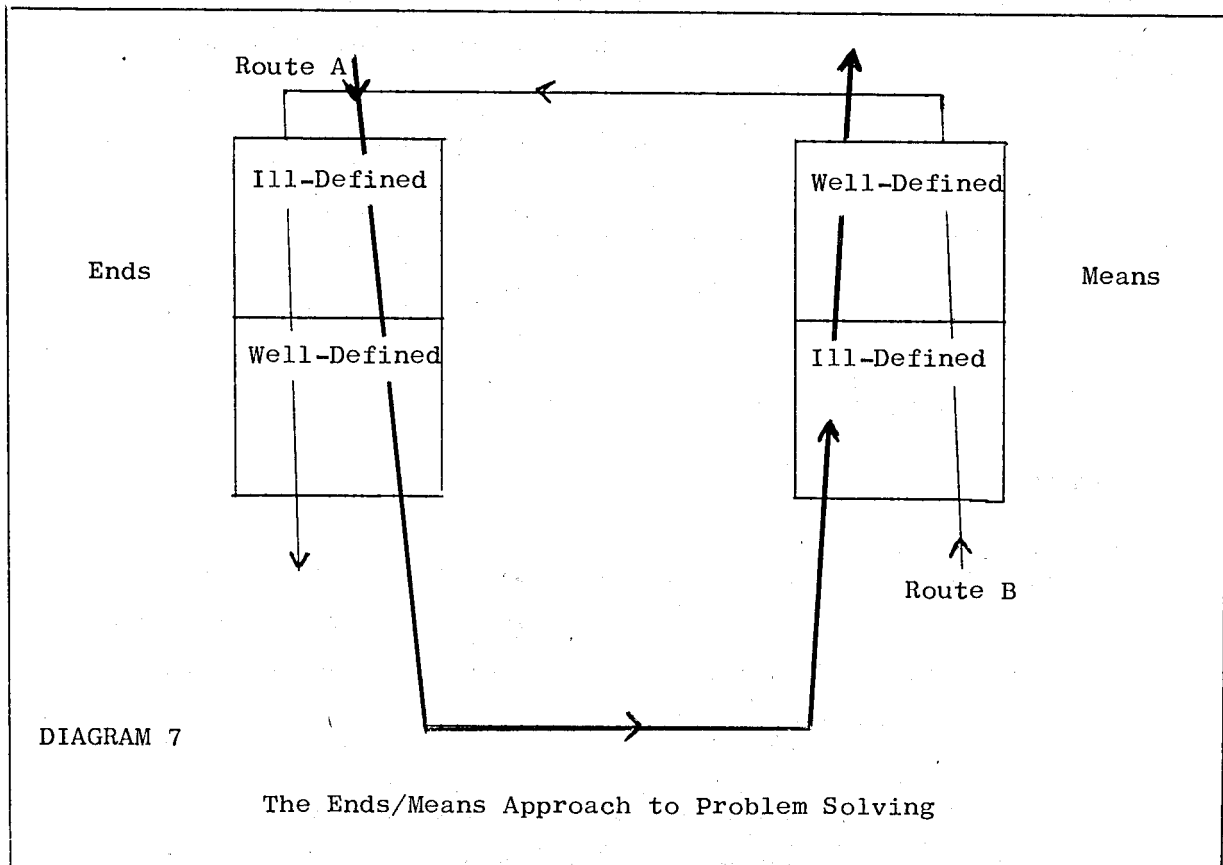 Route A
Ill-Defined
Well-Defined
Ends
Means
Well-Defined
Ill-Defined
Route B
DIAGRAM 7
The Ends/Means Approach to Problem Solving